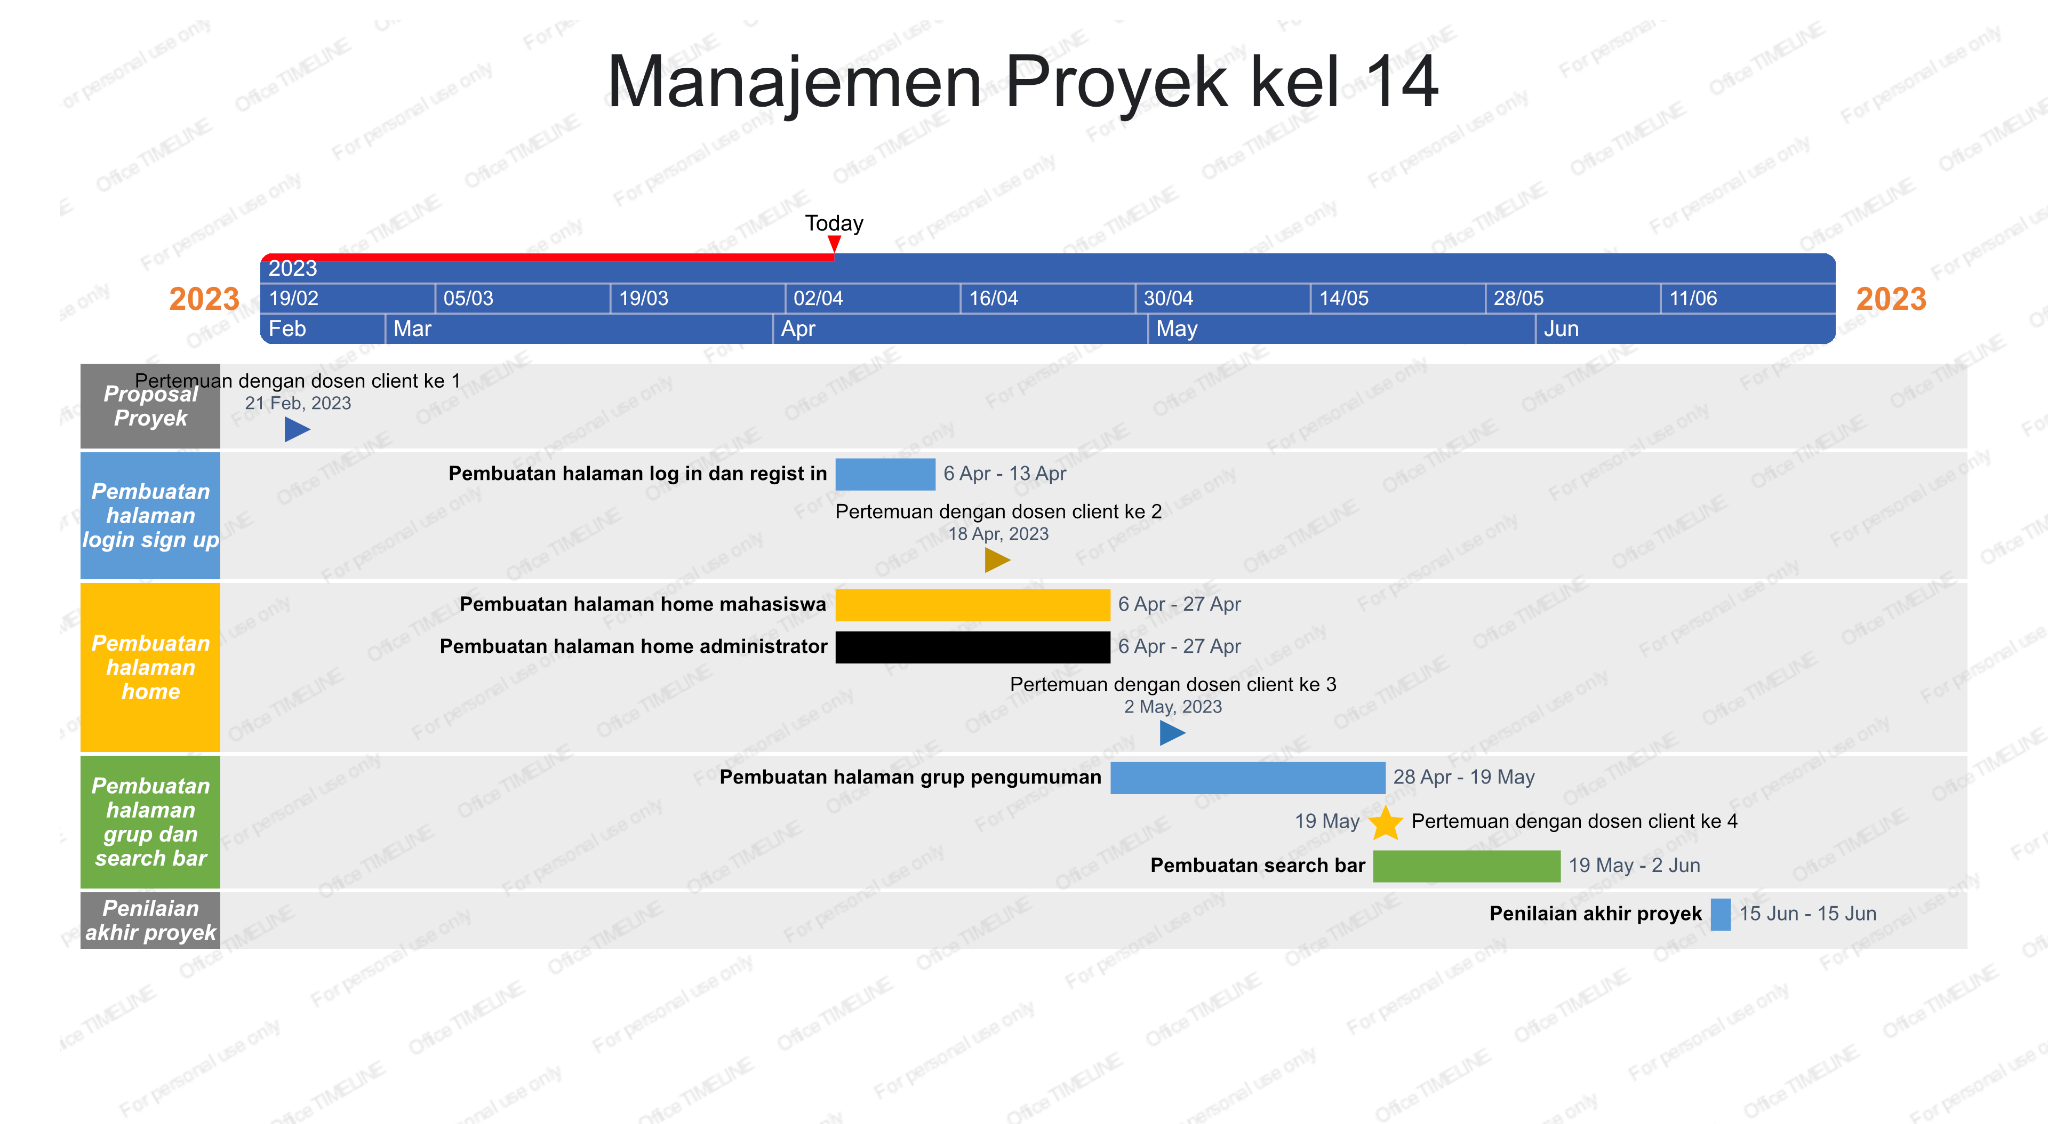 Manajemen Proyek kel 14
Today
2023
2023
2023
19/02 05/03 19/03 02/04 16/04 30/04 14/05 28/05 11/06
Feb Mar Apr May Jun
Proposal
Proyek
Pertemuan dengan dosen client ke 1
21 Feb, 2023
Pembuatan
halaman
login sign up
Pembuatan halaman log in dan regist in 6 Apr - 13 Apr
Pertemuan dengan dosen client ke 2
18 Apr, 2023
Pembuatan
halaman
home
Pembuatan halaman home mahasiswa 6 Apr - 27 Apr
Pembuatan halaman home administrator 6 Apr - 27 Apr
Pertemuan dengan dosen client ke 3
2 May, 2023
Pembuatan
halaman
grup dan
search bar
Pembuatan halaman grup pengumuman 28 Apr - 19 May
19 May Pertemuan dengan dosen client ke 4
Pembuatan search bar 19 May - 2 Jun
Penilaian
akhir proyek
Penilaian akhir proyek 15 Jun - 15 Jun
For personal use only
Office TIMELINE